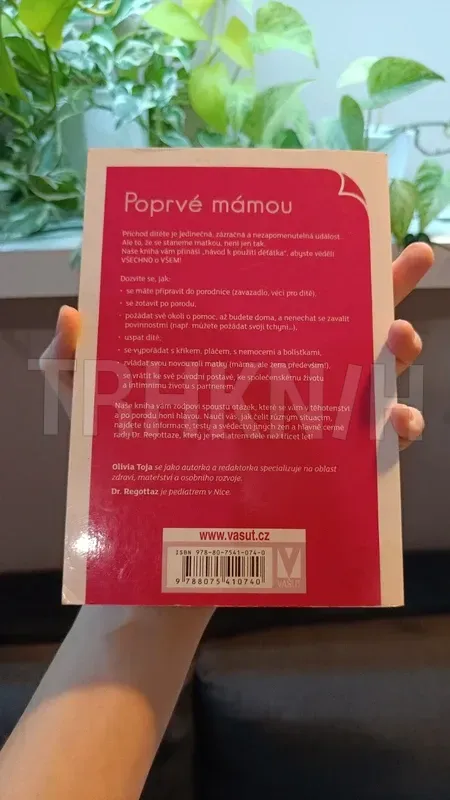 Poprvé mámou
Příchod dítěte je jedinečná, zázračná a nezapomenutelná událost.
Ale to, že se staneme matkou, není jen tak.
Naše kniha vám přináší „návod k použití děťátka“, abyste věděli
VŠECHNO o VŠEM!
Dozvíte se, jak:
• se máte připravit do porodnice (zavazadlo, věci pro dítě),
• se zotavit po porodu,
• požádat své okolí o pomoc, až budete doma, a nenechat se zavalit
povinnostmi (např. můžete požádat svoji tchyni...),
• uspat dítě,
• se vypořádat s křikem, pláčem, s nemocemi a bolístkami,
• zvládat svou novou roli matky (máma, ale žena především!),
• se vrátit ke své původní postavě, ke společenskému životu
a intimnímu životu s partnerem.
Naše kniha vám zodpoví spoustu otázek, které se vám v těhotenství
a po porodu honí hlavou. Naučí vás, jak čelit různým situacím,
najdete tu informace, testy a svědectví jiných žen a hlavně cenné
rady Dr. Regottaze, který je pediatrem déle než třicet let!
Olivia Toja se jako autorka a redaktorka specializuje na oblast
zdraví, mateřství a osobního rozvoje.
Dr. Regottaz je pediatrem v Nice.
www.vasut.cz
ISBN 978-80-7541-074-0
9 788075 410740
VAŠUT